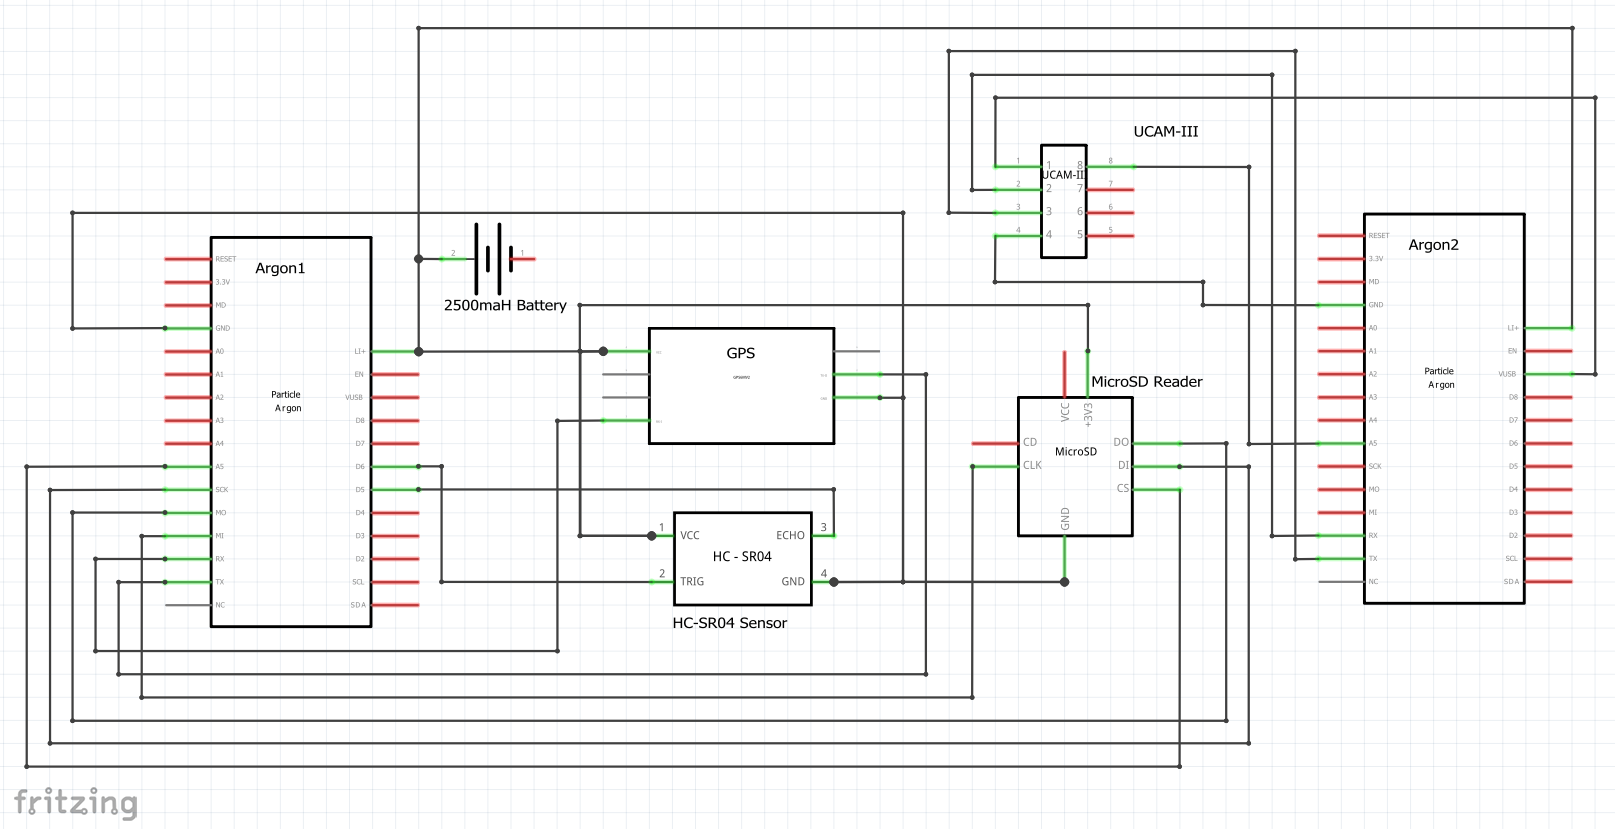 UCAM-III
1
2
3
4
1
2
3
4
UCAM-II
8
7
6
5
8
7
6
5
Argon1
RESET
3.3V
MD
GND
A0
A1
A2
A3
A4
A5
SCK
MO
MI
RX
TX
NC
Particle
Argon
LI+
EN
VUSB
D8
D7
D6
D5
D4
D3
D2
SCL
SDA
2
1
2500maH Battery
GPS
1
VCC
2
TRIG
HC - SR04
ECHO
3
GND
4
HC-SR04 Sensor
MicroSD Reader
VCC
+3V3
CD
CLK
MicroSD
DO
DI
CS
GND
Argon2
RESET
3.3V
MD
GND
A0
A1
A2
A3
A4
A5
SCK
MO
MI
RX
TX
NC
Particle
Argon
LI+
EN
VUSB
D8
D7
D6
D5
D4
D3
D2
SCL
SDA
fritzing